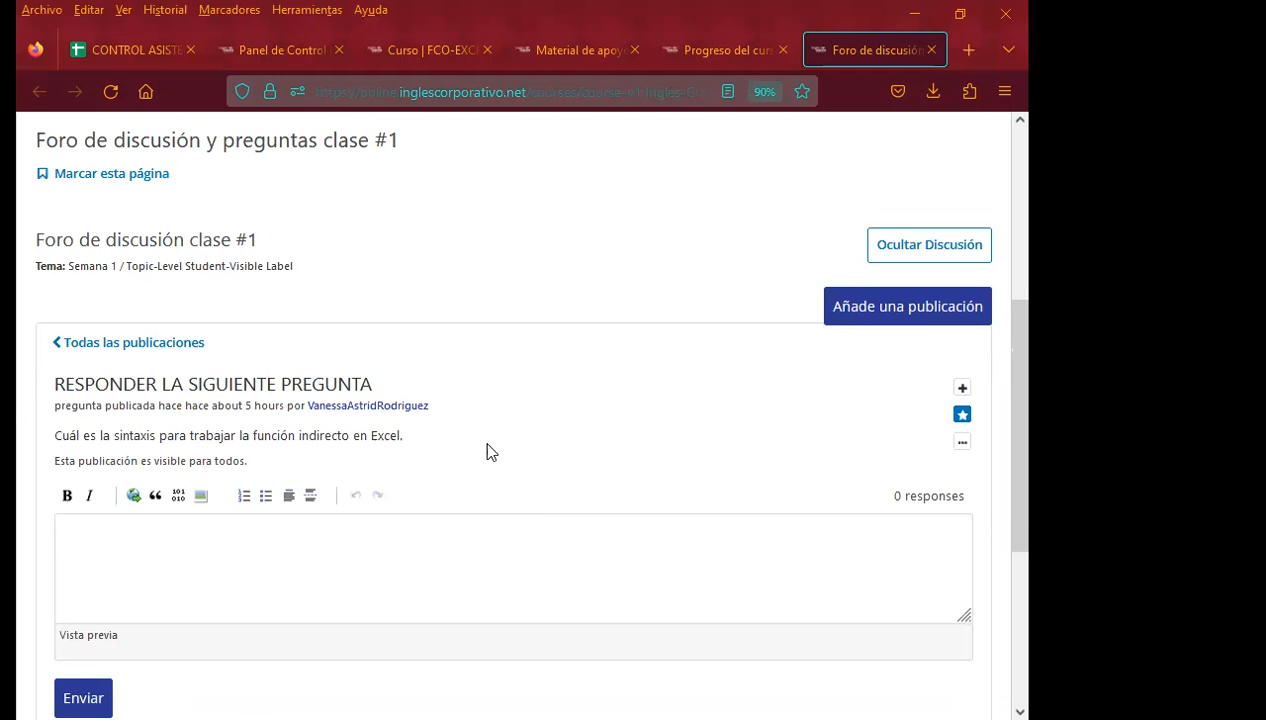 Archivo Editar Ver Historial Marcadores Herramientas Ayuda
CONTROL ASISTE Panel de Control Curso | FCO-EXC Material de apoy Progreso del cur Foro de discusión
inglescorporativo.net 90%
Foro de discusión y preguntas clase #1
Marcar esta página
Foro de discusión clase #1
Ocultar Discusión
Tema: Semana 1 / Topic-Level Student-Visible Label
Añade una publicación
Todas las publicaciones
RESPONDER LA SIGUIENTE PREGUNTA
pregunta publicada hace hace about 5 hours por VanessaAstridRodriguez
Cuál es la sintaxis para trabajar la función indirecto en Excel.
Esta publicación es visible para todos.
B I 101 010 0 responses
Vista previa
Enviar